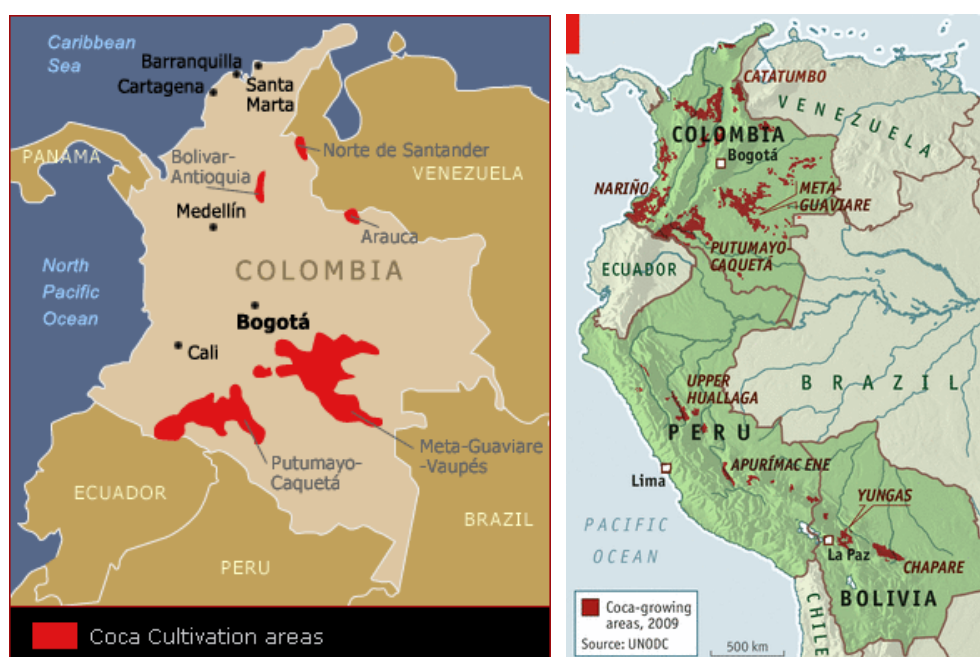 Caribbean
Sea
Barranquilla
Cartagena
Santa
Marta
PANAMA
Norte de Santander
Bolivar-
Antioquia
VENEZUELA
Medellín
Arauca
COLOMBIA
North
Pacific
Ocean
Bogotá
Cali
Meta-Guaviare
-Vaupés
Putumayo-
Caquetá
ECUADOR
BRAZIL
PERU
Coca Cultivation areas
CATATUMBO
VENEZUELA
COLOMBIA
Bogotá
NARIÑO
META-
GUAVIARE
PUTUMAYO-
CAQUETÁ
ECUADOR
BRAZIL
UPPER
HUALLAGA
PERU
APURÍMAC ENE
Lima
YUNGAS
PACIFIC
OCEAN
La Paz
CHAPARE
BOLIVIA
CHILE
Coca-growing
areas, 2009
Source: UNODC
500 km